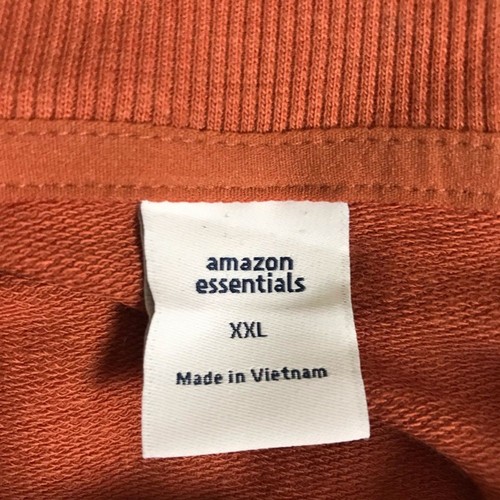 amazon
essentials
XXL
Made in Vietnam